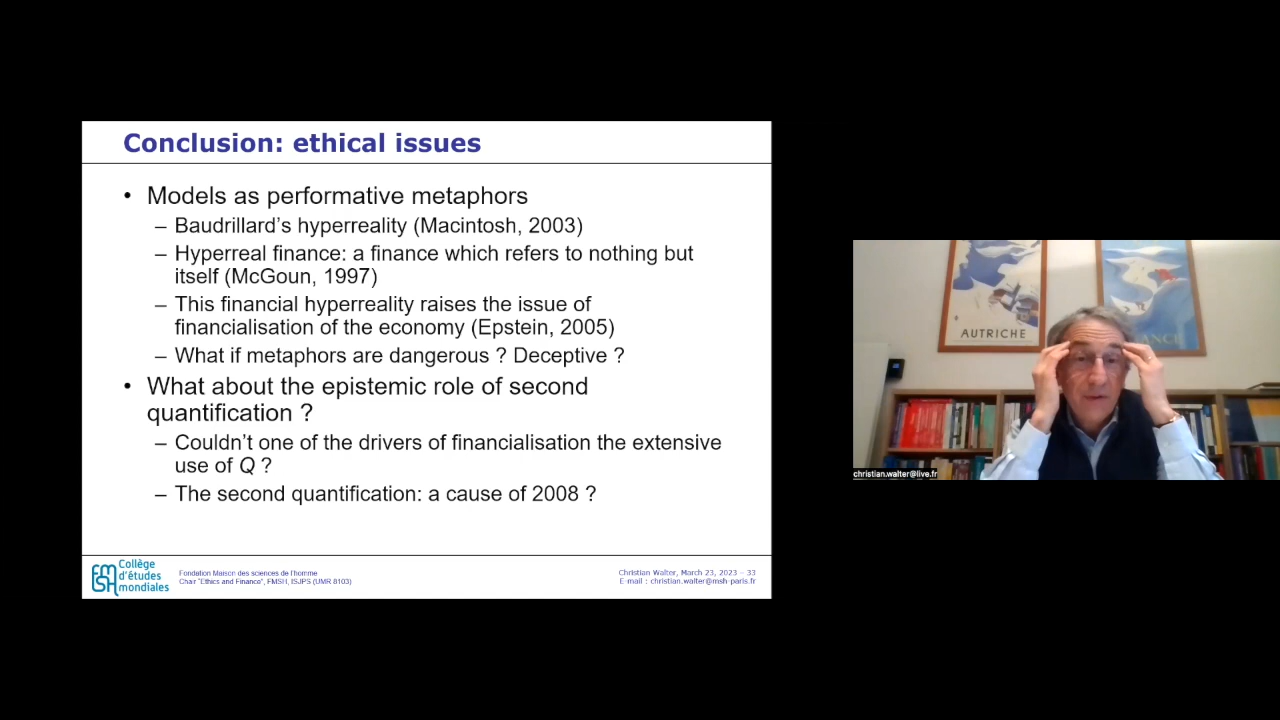 Conclusion: ethical issues
• Models as performative metaphors
– Baudrillard's hyperreality (Macintosh, 2003)
– Hyperreal finance: a finance which refers to nothing but
itself (McGoun, 1997)
– This financial hyperreality raises the issue of
financialisation of the economy (Epstein, 2005)
– What if metaphors are dangerous ? Deceptive ?
• What about the epistemic role of second
quantification ?
– Couldn't one of the drivers of financialisation the extensive
use of Q ?
– The second quantification: a cause of 2008 ?
FMSH
Collège
d'études
mondiales
Fondation Maison des sciences de l'homme
Chair "Ethics and Finance", FMSH, ISJPS (UMR 8103)
Christian Walter, March 23, 2023 – 33
E-mail : christian.walter@msh-paris.fr
AUTRICHE
christian.walter@live.fr